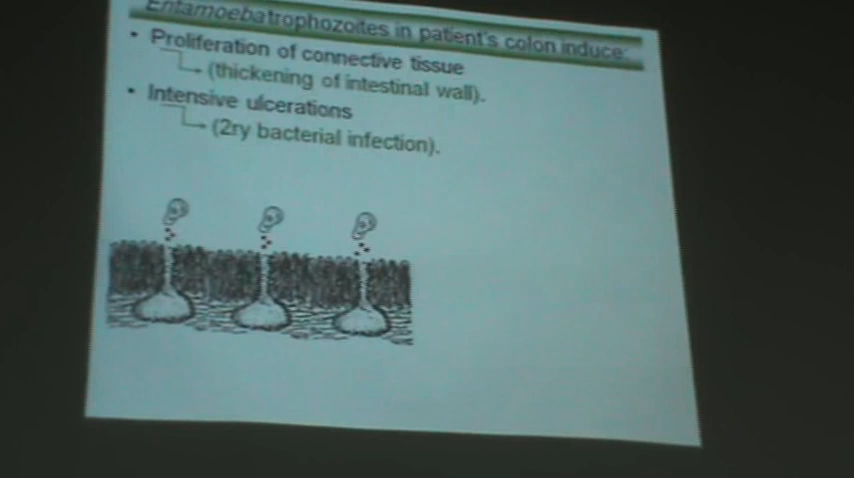 Entamoeba trophozoites in patient's colon induce:
• Proliferation of connective tissue
(thickening of intestinal wall).
• Intensive ulcerations
(2ry bacterial infection).